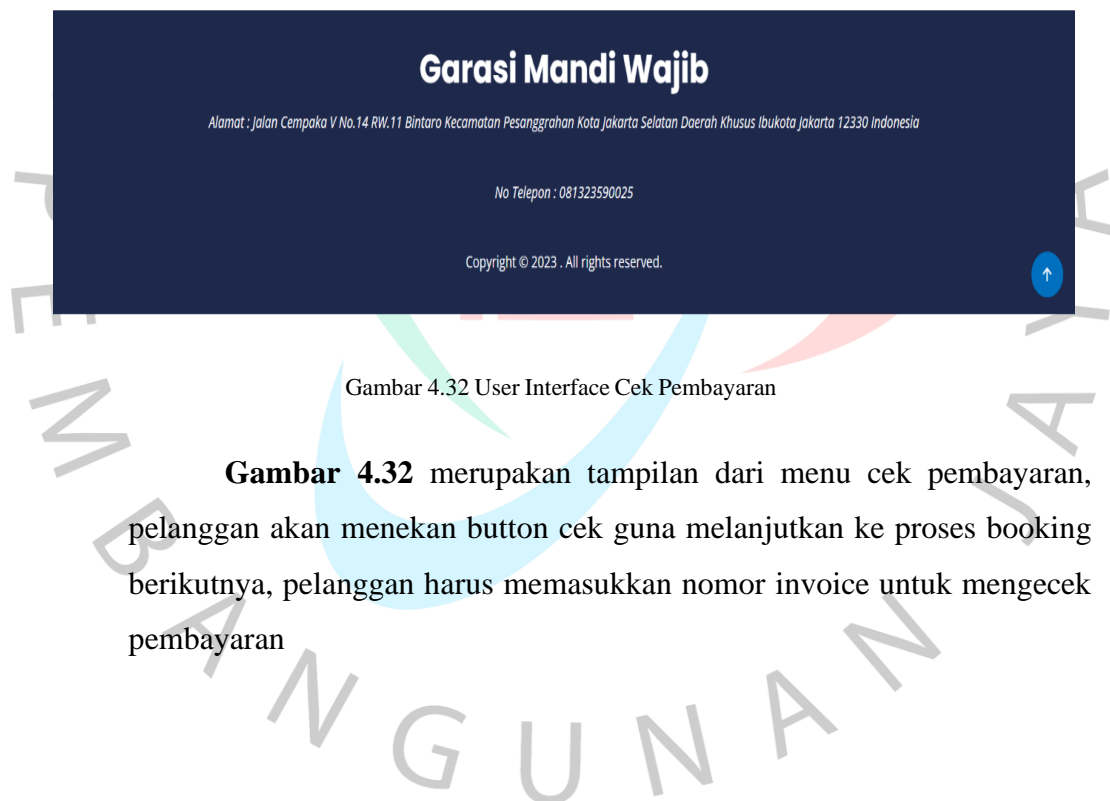 Garasi Mandi Wajib
Alamat : Jalan Cempaka V No.14 RW.11 Bintaro Kecamatan Pesanggrahan Kota Jakarta Selatan Daerah Khusus Ibukota Jakarta 12330 Indonesia
No Telepon : 081323590025
Copyright © 2023 . All rights reserved.
Gambar 4.32 User Interface Cek Pembayaran
Gambar 4.32 merupakan tampilan dari menu cek pembayaran,
pelanggan akan menekan button cek guna melanjutkan ke proses booking
berikutnya, pelanggan harus memasukkan nomor invoice untuk mengecek
pembayaran
PEMBANGUNAN JAYA